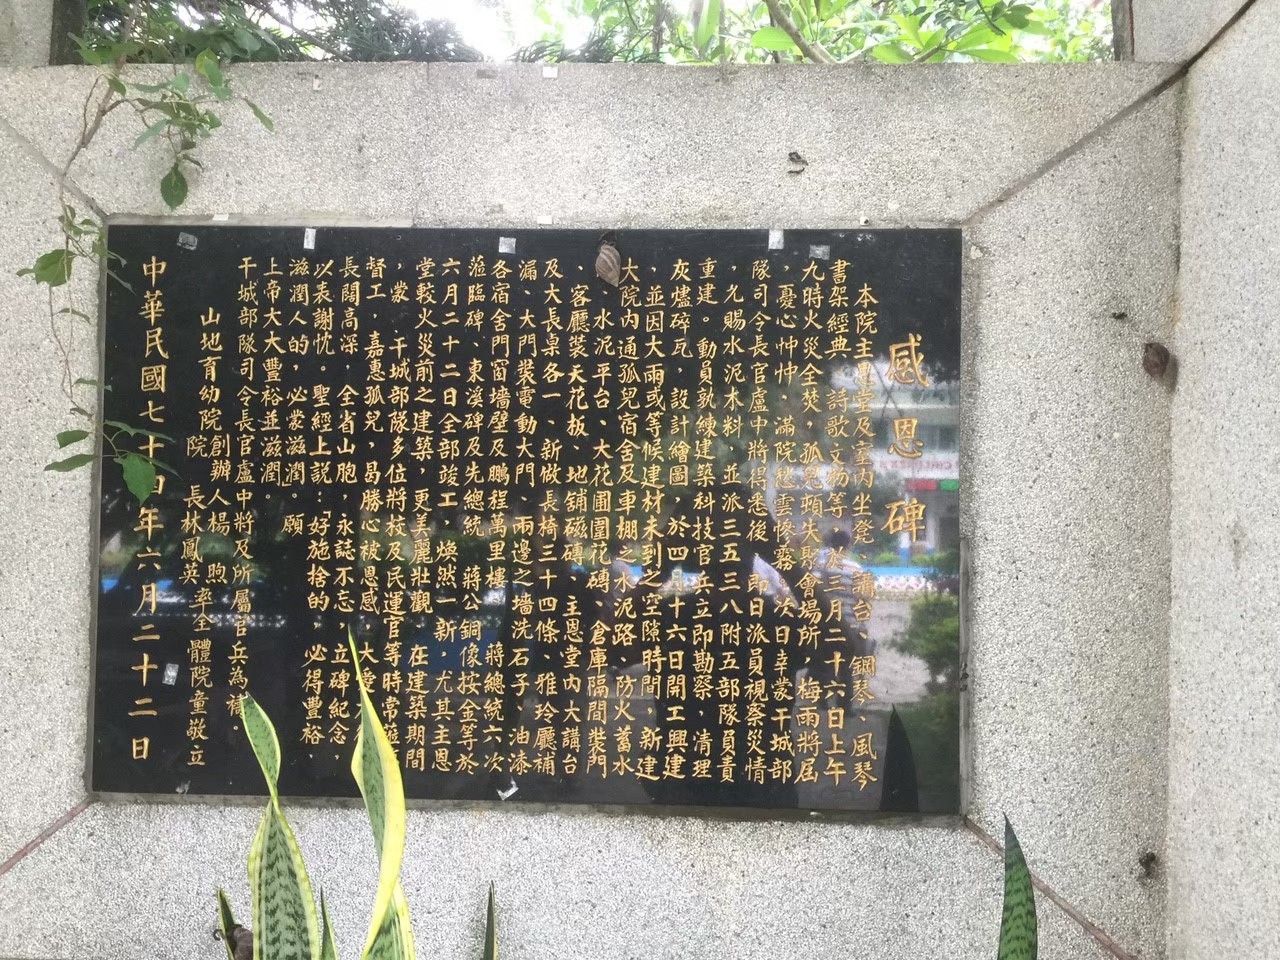 感恩碑
本院主恩堂及室內坐凳、講台、鋼琴、風琴
書架經典、詩歌文物等，於三月二十六日上午
九時火災全焚，孤兒頓失聚會場所，梅雨將屆
，憂心忡忡，滿院愁雲慘霧。次日幸蒙干城部
隊司令長官盧中將得悉後，即日派員視察災情
，允賜水泥木料，並派三五三八附五部隊員責
重建。動員熟練建築科技官兵立即勘察，清理
灰燼碎瓦，設計繪圖，於四月十六日開工興建
，並因大雨或等候建材未到之空隙時間，新建
大院內通孤兒宿舍及車棚之水泥路、防火蓄水
、水泥平台、大花圃圍花磚、倉庫隔間裝門
、客廳裝天花板、地舖磁磚、主恩堂內大講台
及大長桌各一、新做長椅三十四條、雅玲廳補
漏、大門裝電動大門、兩邊之墻洗石子油漆
各宿舍門窗墻壁及鵬程萬里樓、蔣總統六次
蒞臨碑、東溪碑及先總統 蔣公銅像按金等於
六月二十二日全部竣工，煥然一新，尤其主恩
堂較火災前之建築，更美麗壯觀。在建築期間
，蒙 干城部隊多位將校及民運官等時常
督工，嘉惠孤兒，曷勝心被恩感，大愛
長闊高深，全省山胞，永誌不忘，立碑紀念，
以表謝忱。聖經上說：「好施捨的，必得豐裕，
滋潤人的，必蒙滋潤」。願
上帝大大豐裕並滋潤。
干城部隊司令長官盧中將及所屬官兵為禱。
山地育幼院創辦人楊煦
院長林鳳英 率全體院童敬立
中華民國七十四年六月二十二日